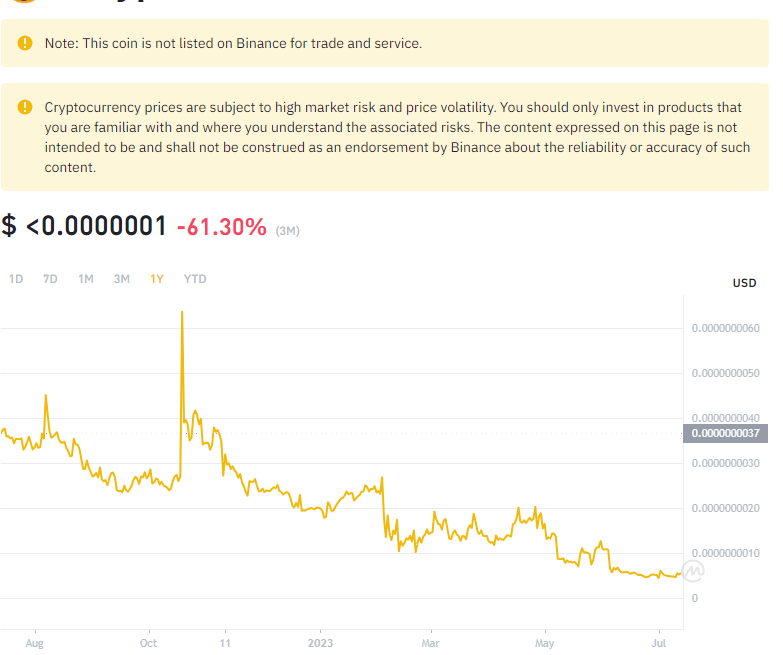 Note: This coin is not listed on Binance for trade and service.
Cryptocurrency prices are subject to high market risk and price volatility. You should only invest in products that
you are familiar with and where you understand the associated risks. The content expressed on this page is not
intended to be and shall not be construed as an endorsement by Binance about the reliability or accuracy of such
content.
$ <0.0000001 -61.30% (3M)
1D 7D 1M 3M 1Y YTD
USD
0.0000000060
0.0000000050
0.0000000040
0.0000000037
0.0000000030
0.0000000020
0.0000000010
0
Aug Oct 11 2023 Mar May Jul